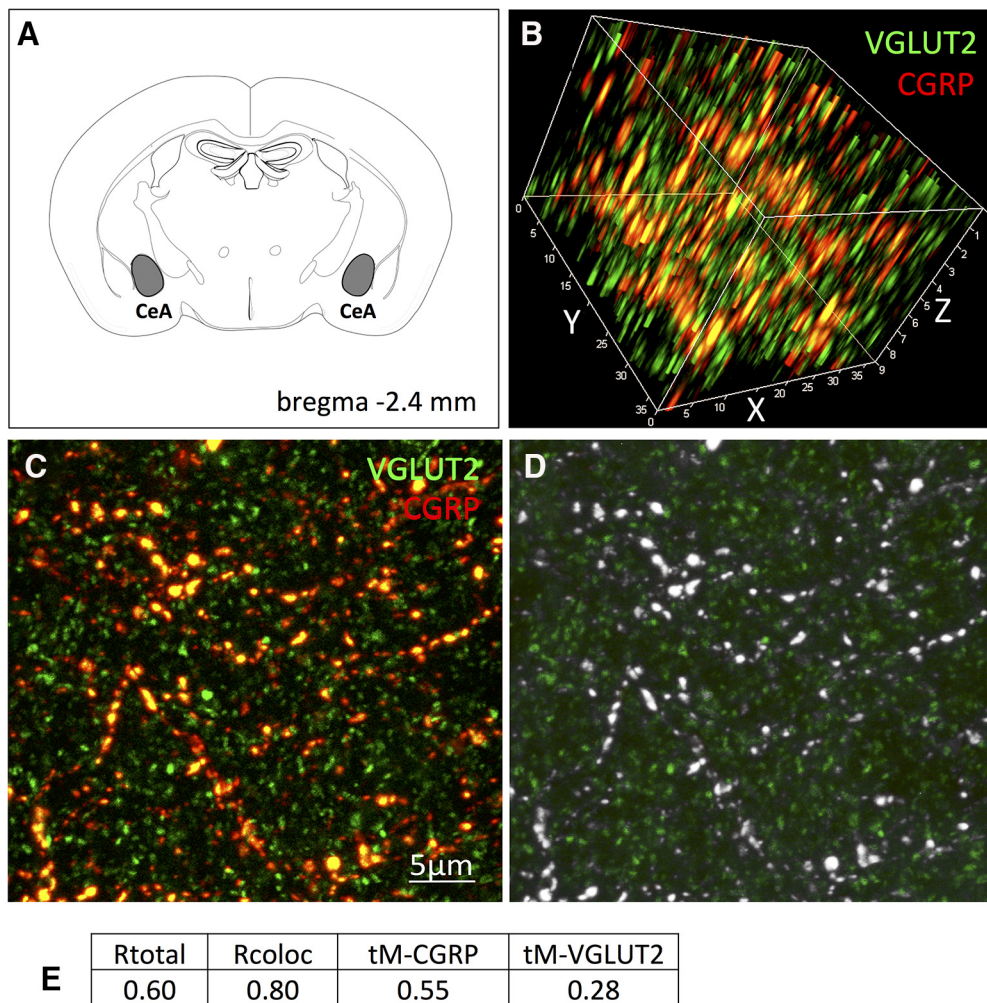 A
CeA CeA
bregma -2.4 mm
B
VGLUT2
CGRP
0
5
10
15
Y
25
30
35
0
5
10
X
20
25
30
35
9
8
7
6
5
4
Z
3
2
1
C
VGLUT2
CGRP
5µm
D
E
Rtotal Rcoloc tM-CGRP tM-VGLUT2
0.60 0.80 0.55 0.28